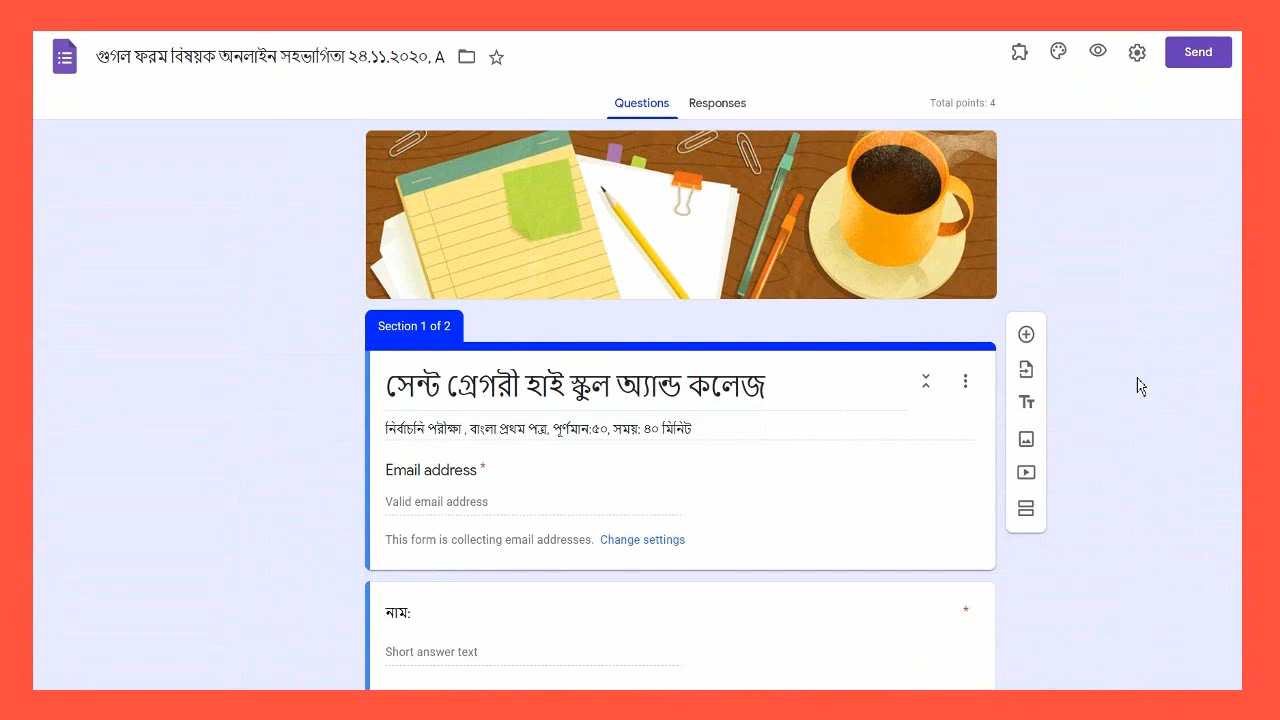 গুগল ফরম বিষয়ক অনলাইন সহভাগিতা ২৪.১১.২০২০, A
Send
Questions Responses
Total points: 4
Section 1 of 2
সেন্ট গ্রেগরী হাই স্কুল অ্যান্ড কলেজ
নির্বাচনি পরীক্ষা , বাংলা প্রথম পত্র, পূর্ণমান:৫০, সময়: ৪০ মিনিট
Email address *
Valid email address
This form is collecting email addresses. Change settings
নাম: *
Short answer text
Tт